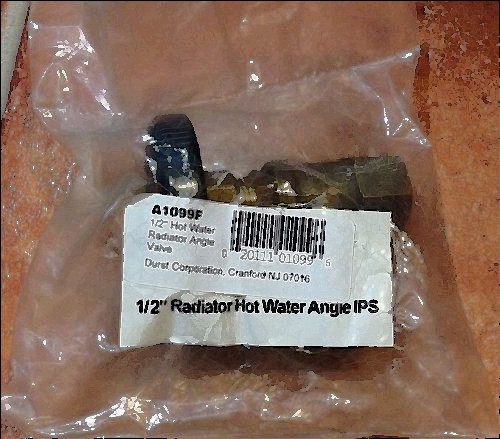 A1099F
1/2" Hot Water
Radiator Angle
Valve
0 20111 01099 5
Durst Corporation, Cranford NJ 07016
1/2" Radiator Hot Water Angle IPS